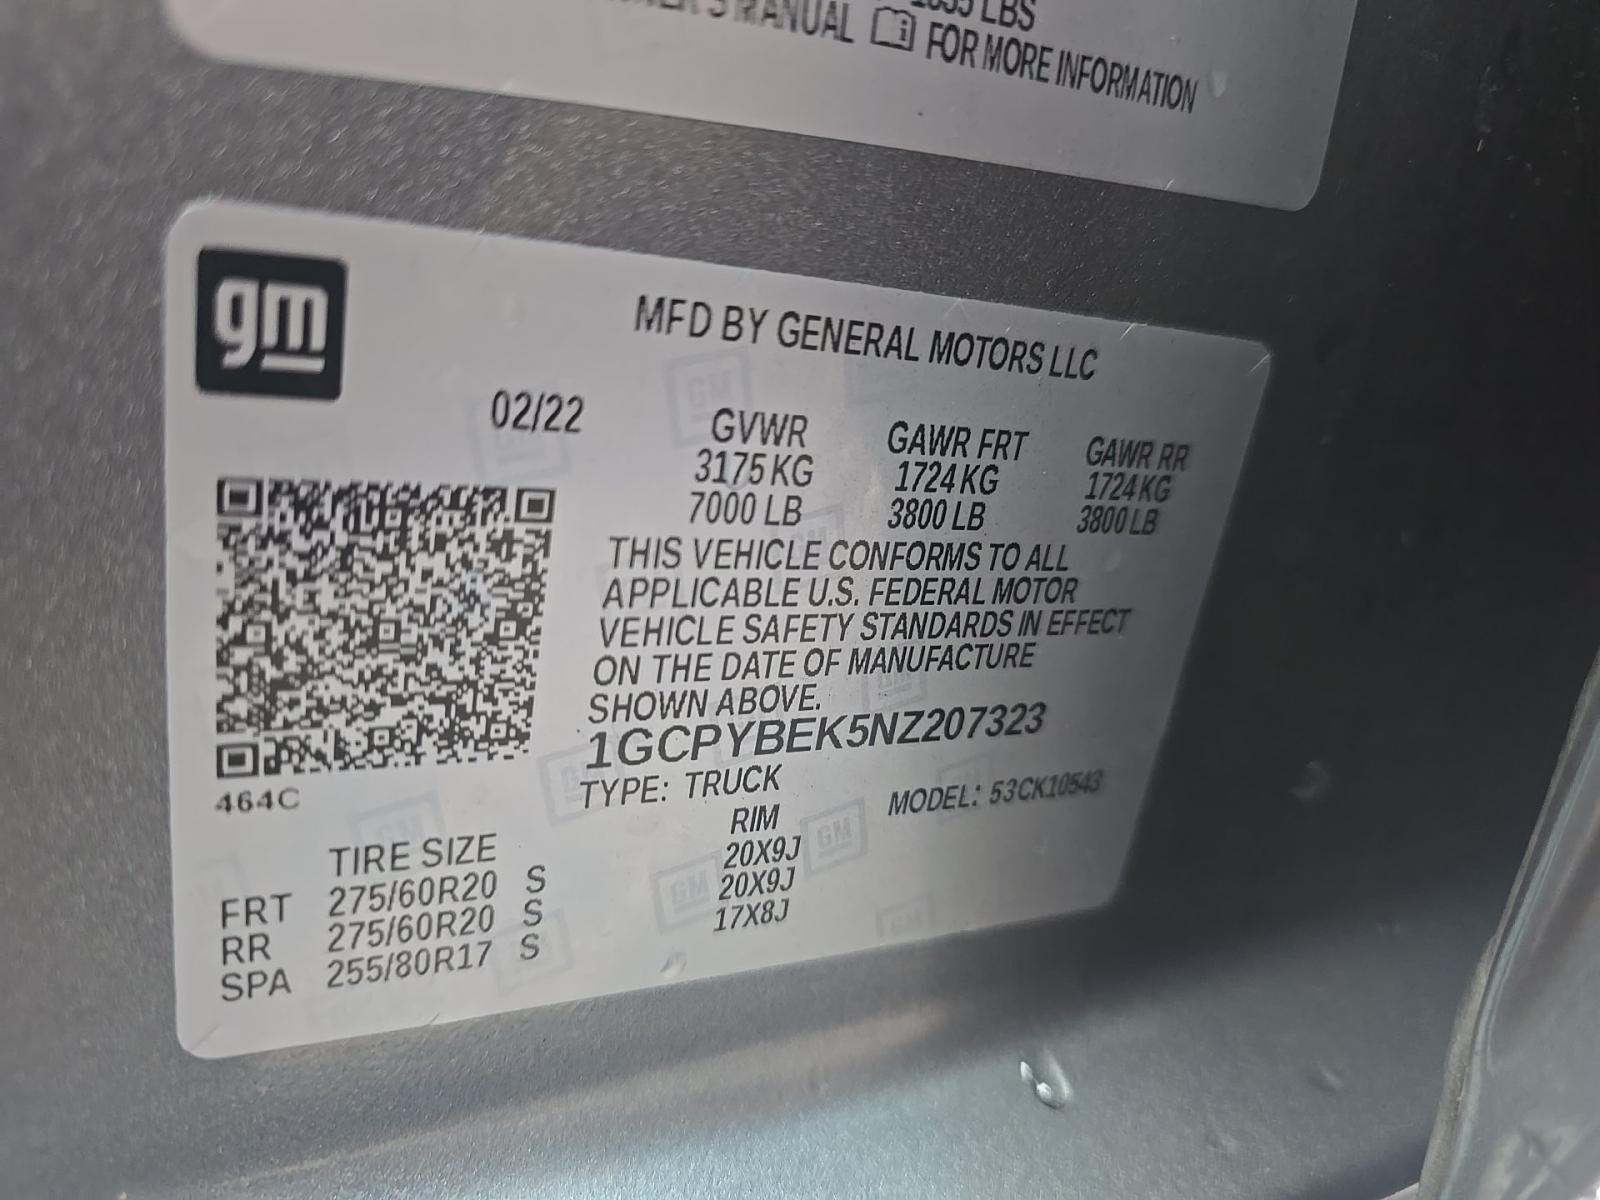 LBS
MANUAL FOR MORE INFORMATION
gm
MFD BY GENERAL MOTORS LLC
02/22
GVWR GAWR FRT GAWR RR
3175 KG 1724 KG 1724 KG
7000 LB 3800 LB 3800 LB
THIS VEHICLE CONFORMS TO ALL
APPLICABLE U.S. FEDERAL MOTOR
VEHICLE SAFETY STANDARDS IN EFFECT
ON THE DATE OF MANUFACTURE
SHOWN ABOVE.
1GCPYBEK5NZ207323
TYPE: TRUCK MODEL: 53CK10543
464C
TIRE SIZE RIM
FRT 275/60R20 S 20X9J
RR 275/60R20 S 20X9J
SPA 255/80R17 S 17X8J